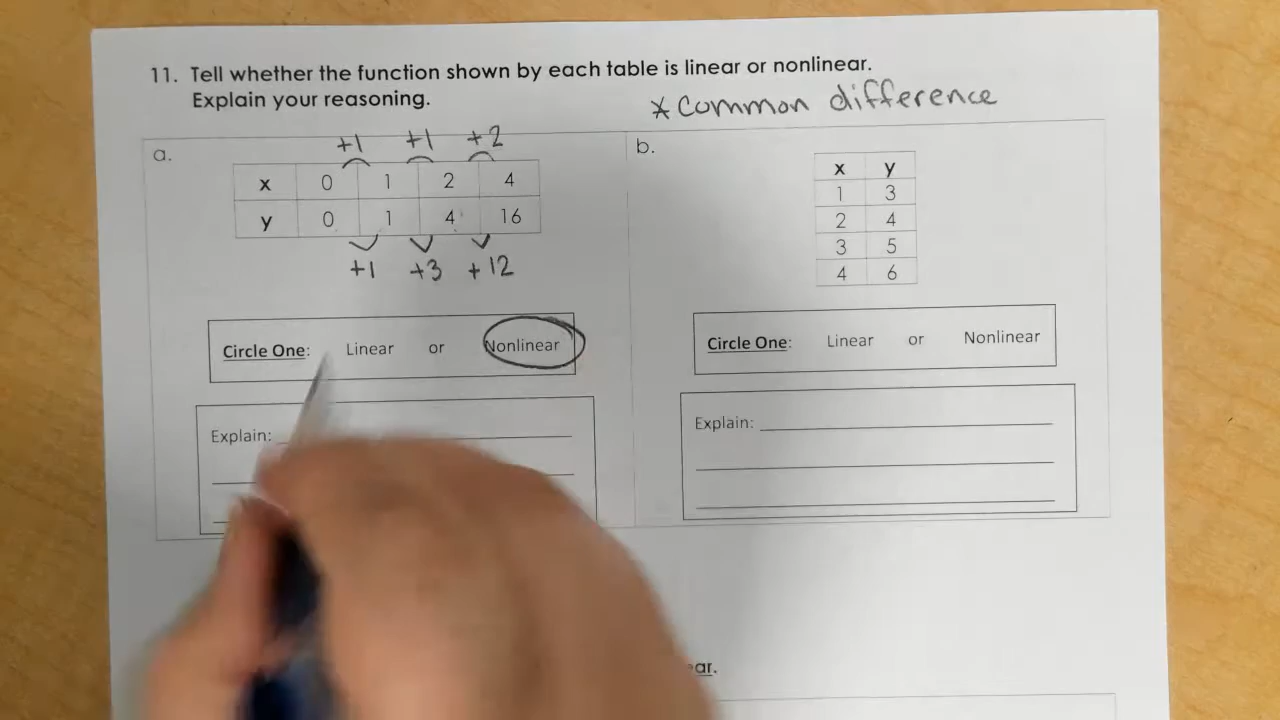 11. Tell whether the function shown by each table is linear or nonlinear.
Explain your reasoning.
* common difference
a.
+1 +1 +2
x 0 1 2 4
y 0 1 4 16
+1 +3 +12
Circle One: Linear or Nonlinear
Explain:
b.
x y
1 3
2 4
3 5
4 6
Circle One: Linear or Nonlinear
Explain: